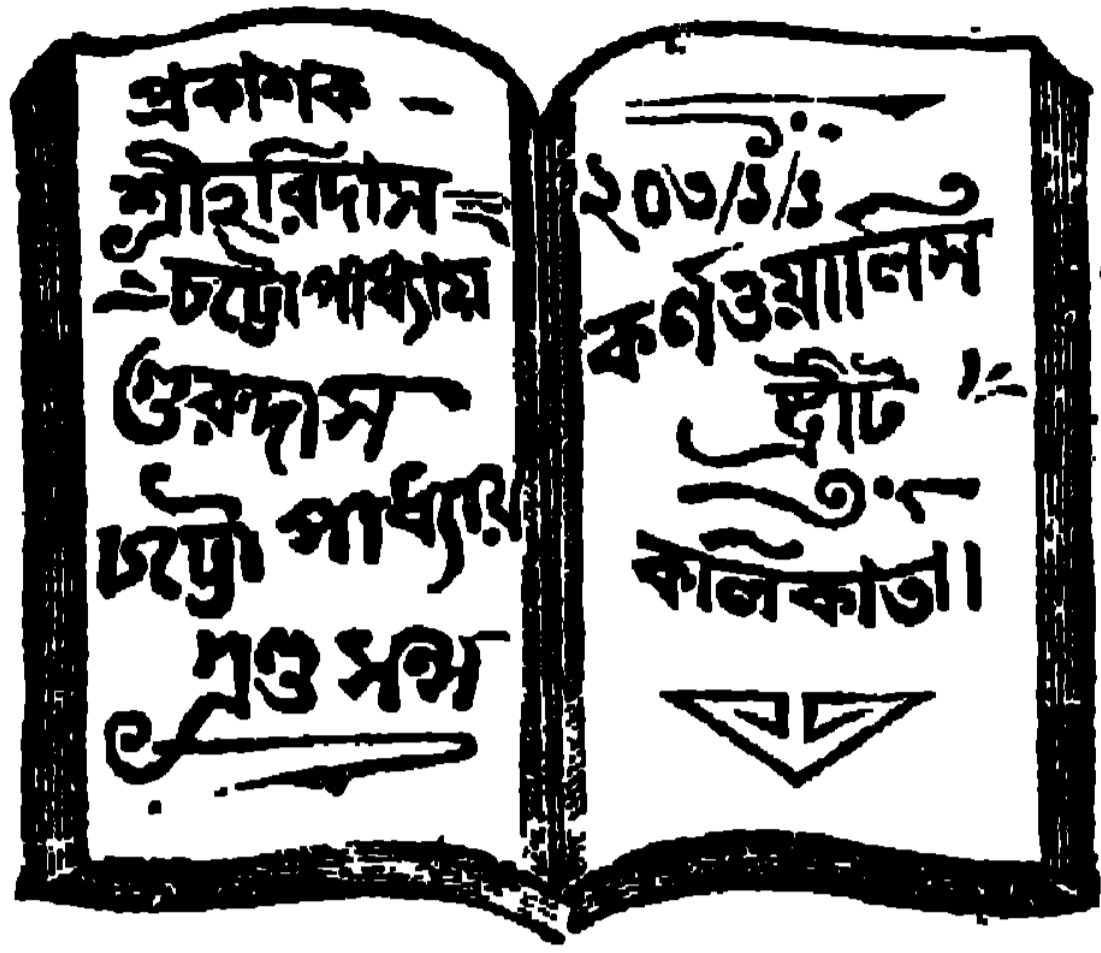 প্রকাশক –
শ্রীহরিদাস
চট্টোপাধ্যায়
গুরুদাস
চট্টোপাধ্যায়
এণ্ড সন্স
২০৩/১/১
কর্ণওয়ালিস
ষ্ট্রীট
কলিকাতা।